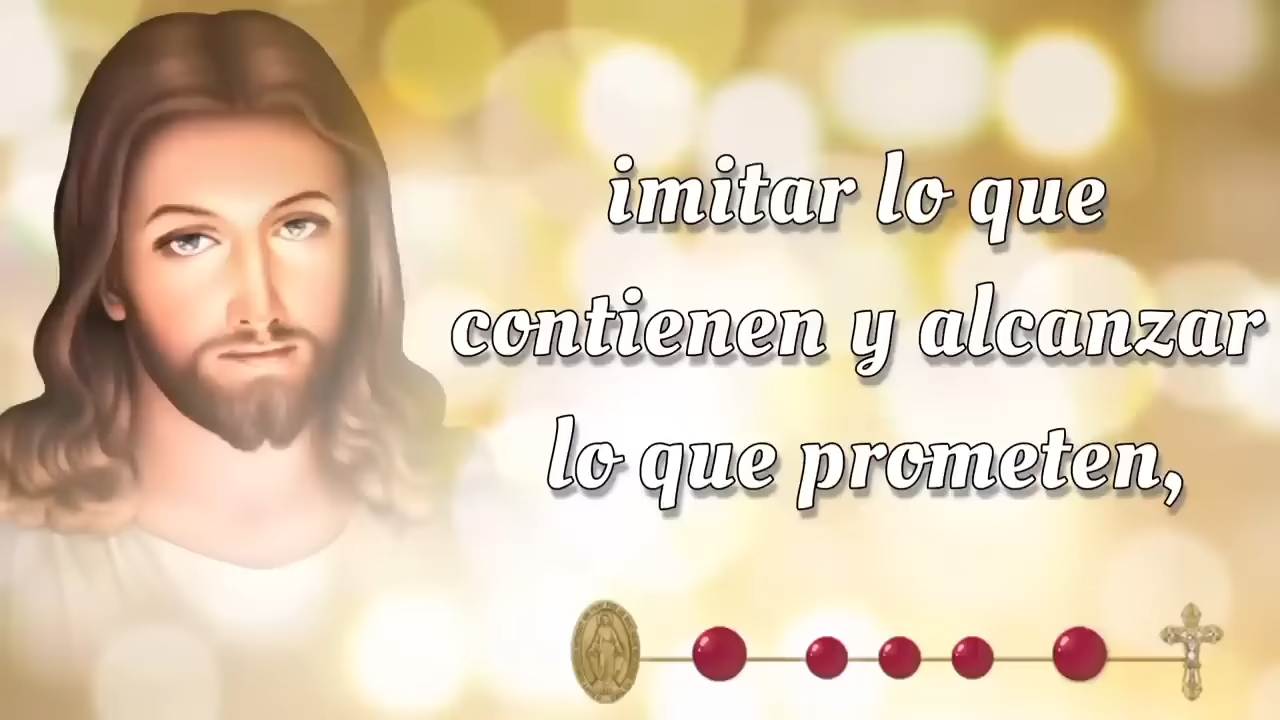 imitar lo que
contienen y alcanzar
lo que prometen,